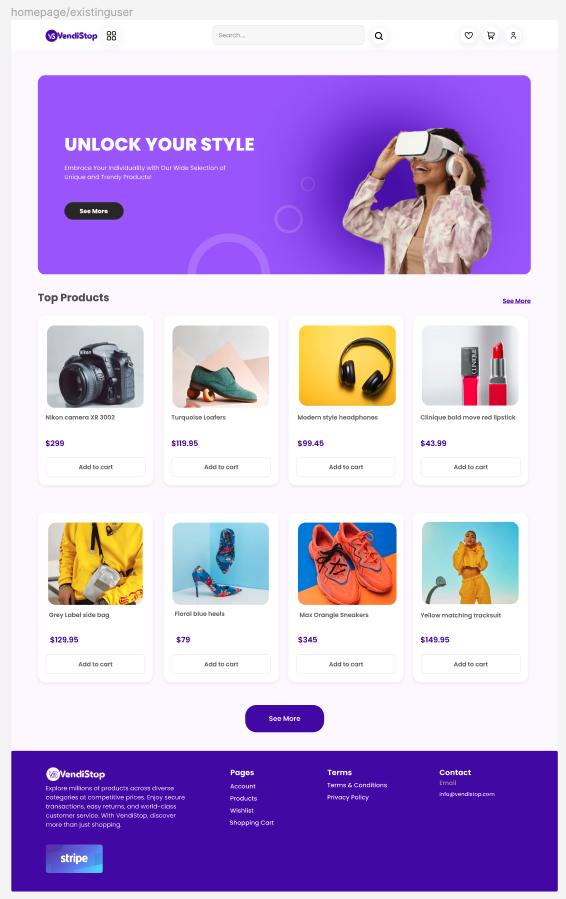 homepage/existinguser
VS VendiStop
Search...
UNLOCK YOUR STYLE
Embrace Your Individuality with Our Wide Selection of
Unique and Trendy Products!
See More
Top Products
See More
Nikon
CLINIQUE
Nikon camera XR 3002
Turquoise Loafers
Modern style headphones
Clinique bold move red lipstick
$299
$119.95
$99.45
$43.99
Add to cart
Add to cart
Add to cart
Add to cart
Grey Label side bag
Floral blue heels
Max Orangle Sneakers
Yellow matching tracksuit
$129.95
$79
$345
$149.95
Add to cart
Add to cart
Add to cart
Add to cart
See More
VS VendiStop
Explore millions of products across diverse
categories at competitive prices. Enjoy secure
transactions, easy returns, and world-class
customer service. With VendiStop, discover
more than just shopping.
stripe
Pages
Account
Products
Wishlist
Shopping Cart
Terms
Terms & Conditions
Privacy Policy
Contact
Email
info@vendistop.com